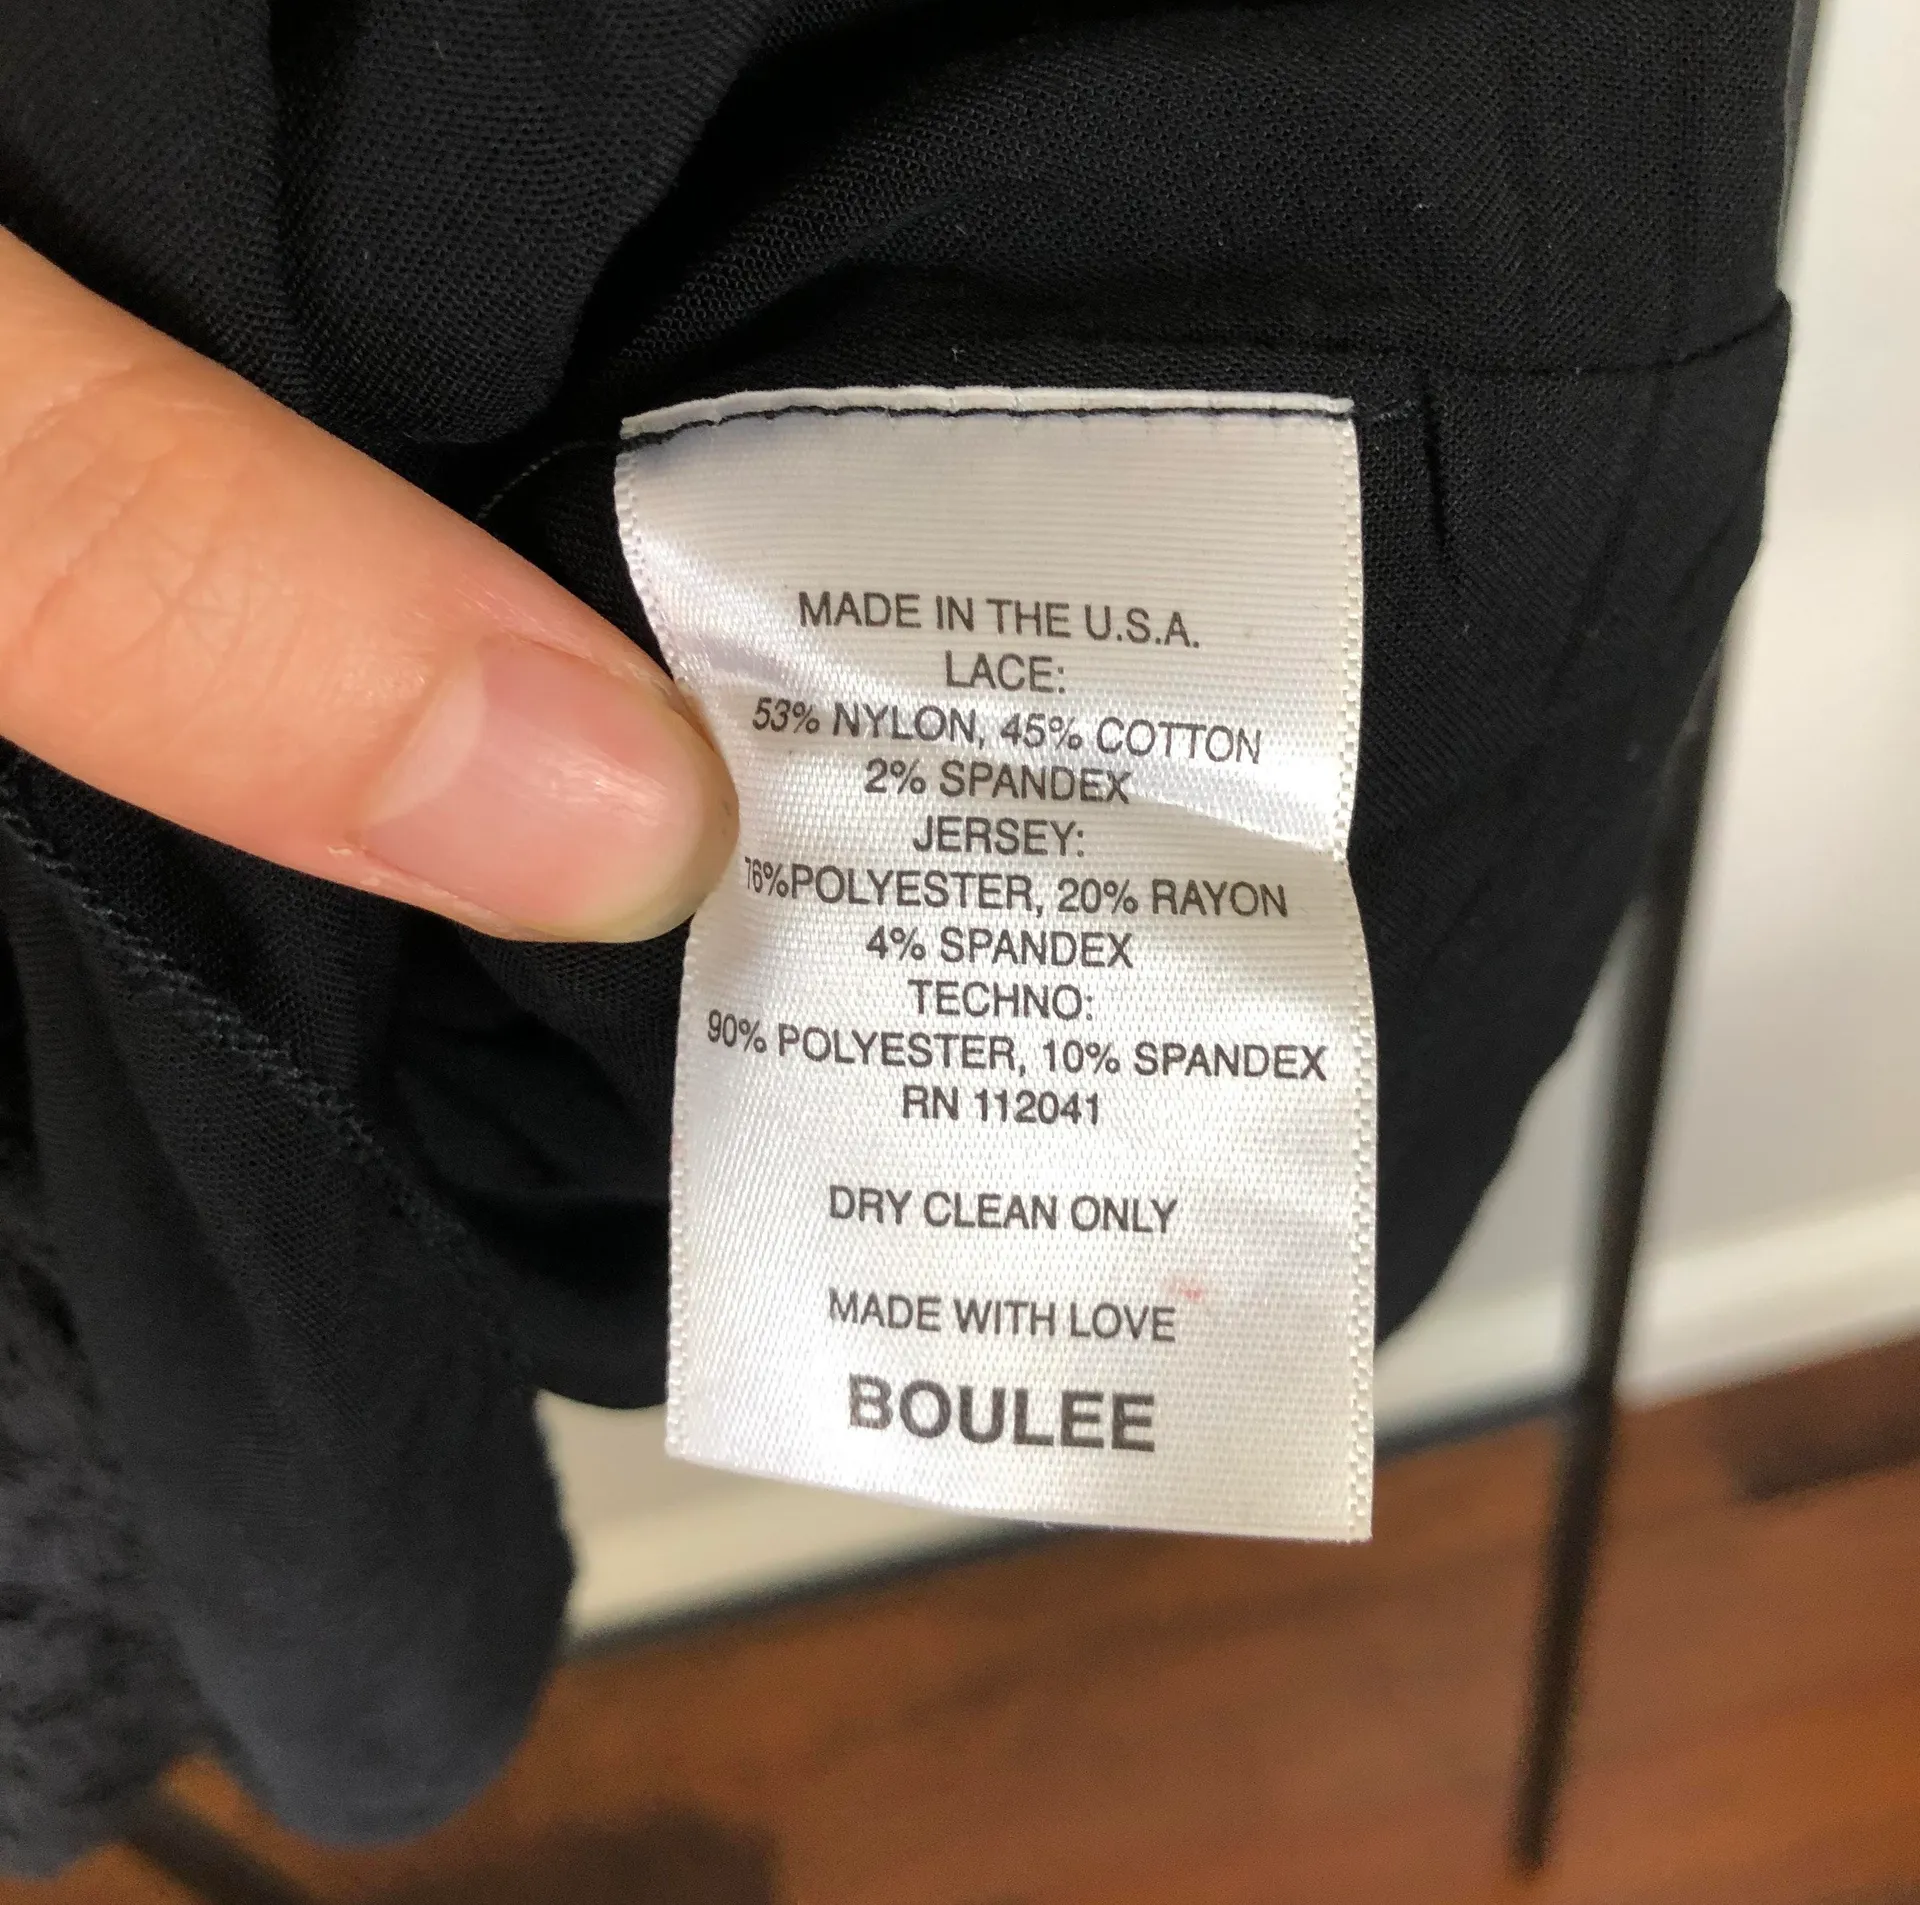 MADE IN THE U.S.A.
LACE:
53% NYLON, 45% COTTON
2% SPANDEX
JERSEY:
76%POLYESTER, 20% RAYON
4% SPANDEX
TECHNO:
90% POLYESTER, 10% SPANDEX
RN 112041
DRY CLEAN ONLY
MADE WITH LOVE
BOULEE